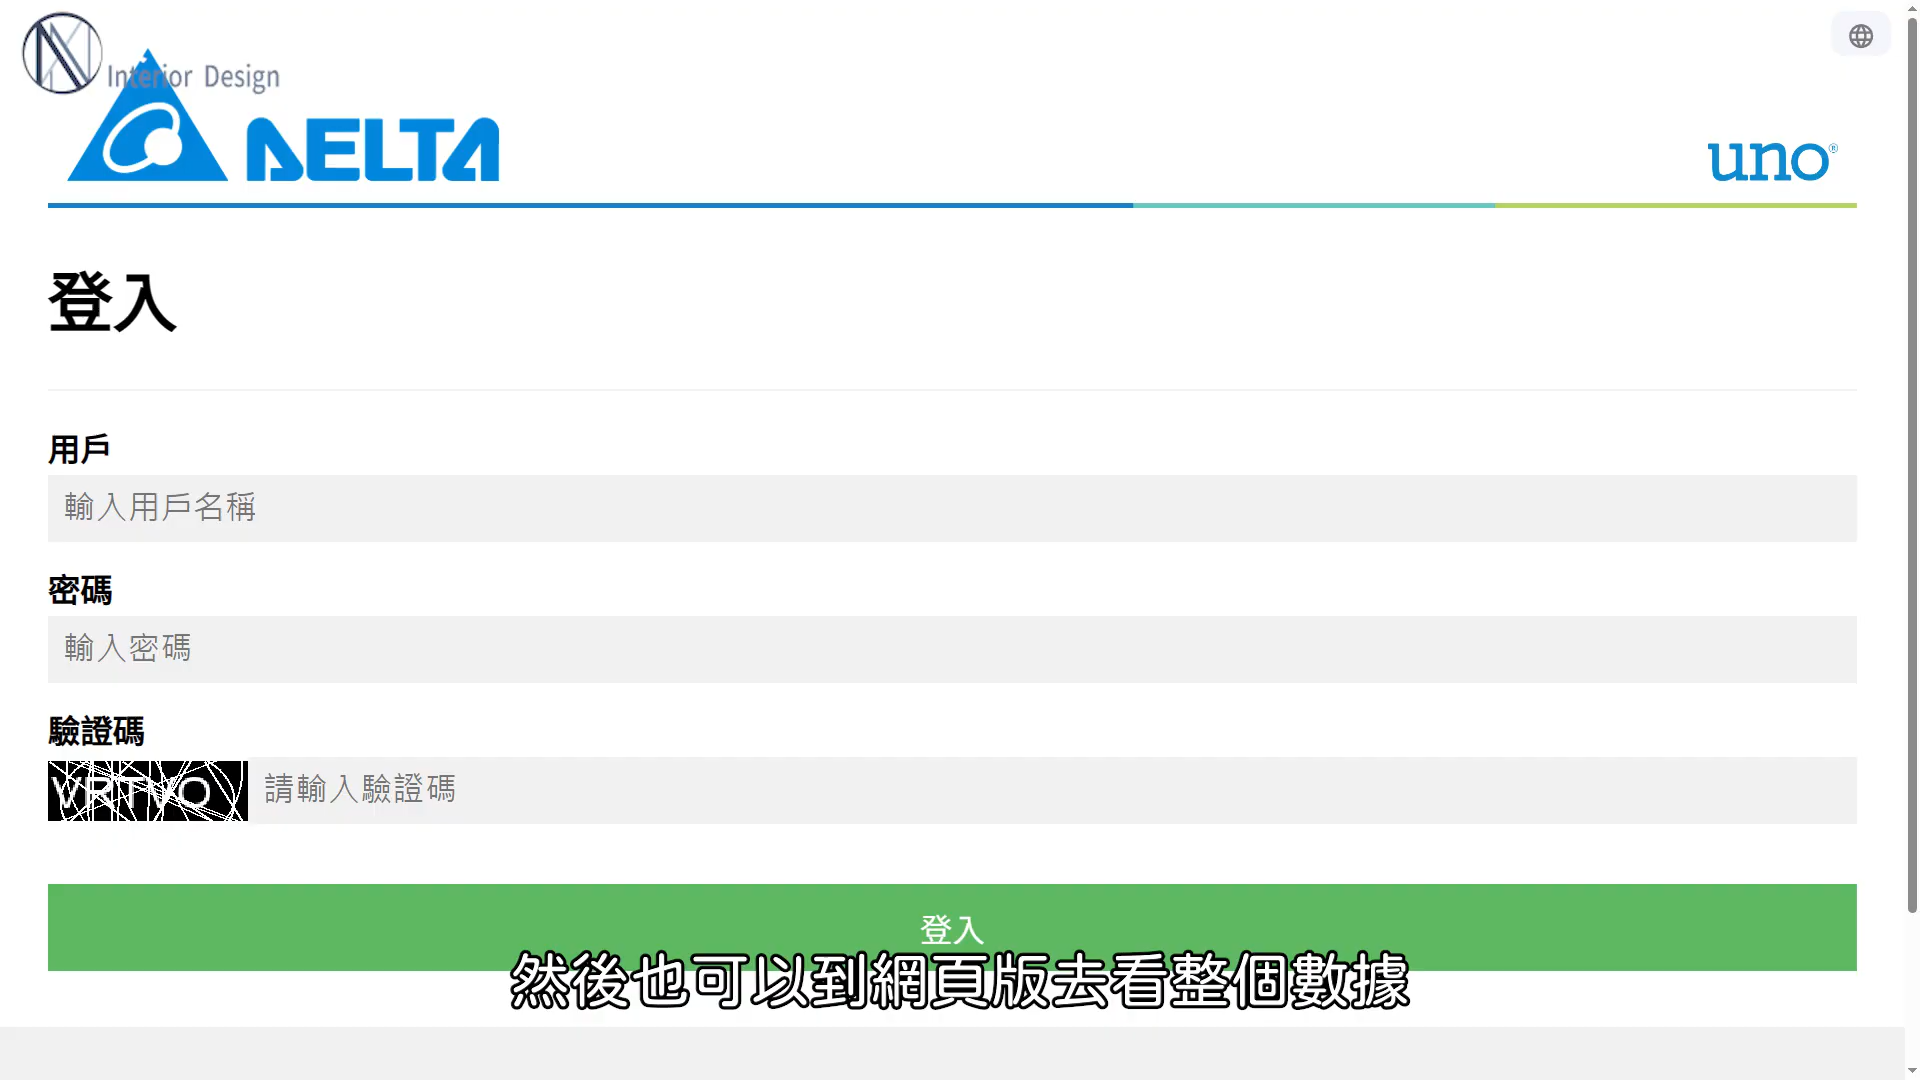 Interior Design
DELTA
uno®
登入
用戶
輸入用戶名稱
密碼
輸入密碼
驗證碼
VRTVO
請輸入驗證碼
登入
然後也可以到網頁版去看整個數據